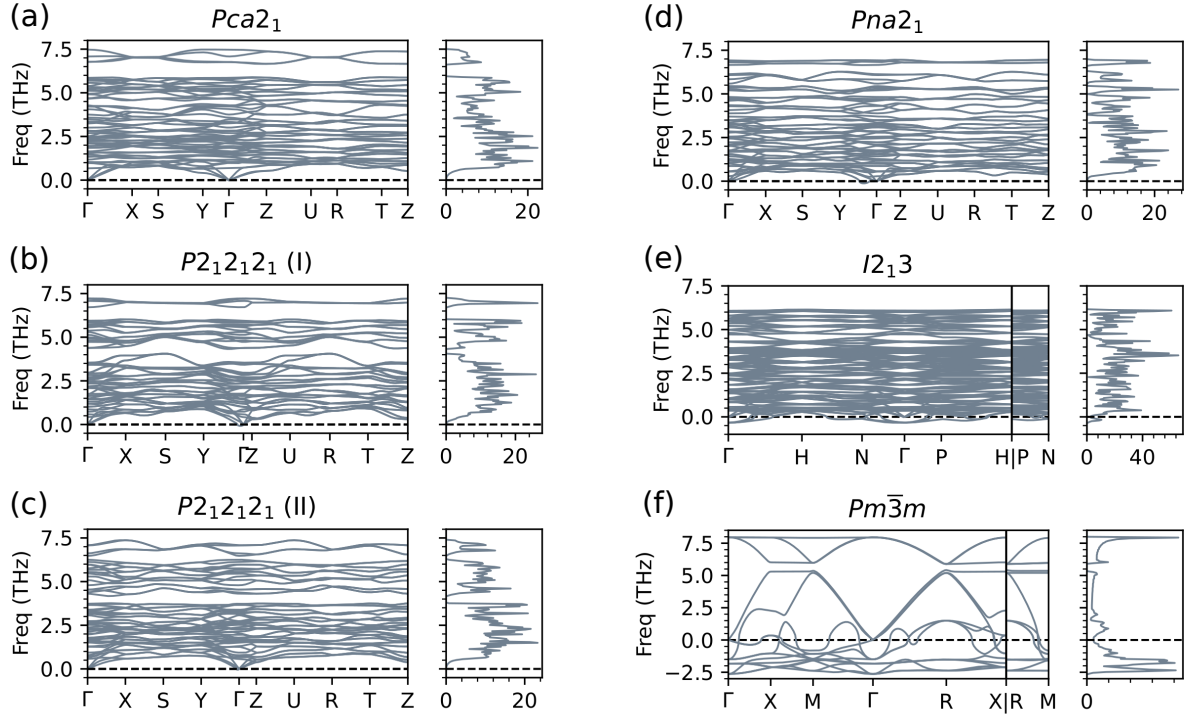 (a) Pca2₁
Freq (THz)
7.5
5.0
2.5
0.0
Γ X S Y Γ Z U R T Z
0 20
(b) P2₁2₁2₁ (I)
Freq (THz)
7.5
5.0
2.5
0.0
Γ X S Y Γ Z U R T Z
0 20
(c) P2₁2₁2₁ (II)
Freq (THz)
7.5
5.0
2.5
0.0
Γ X S Y Γ Z U R T Z
0 20
(d) Pna2₁
Freq (THz)
7.5
5.0
2.5
0.0
Γ X S Y Γ Z U R T Z
0 20
(e) I2₁3
Freq (THz)
7.5
5.0
2.5
0.0
Γ H N Γ P H|P N
0 40
(f) Pm3̅m
Freq (THz)
7.5
5.0
2.5
0.0
−2.5
Γ X M Γ R X|R M
0